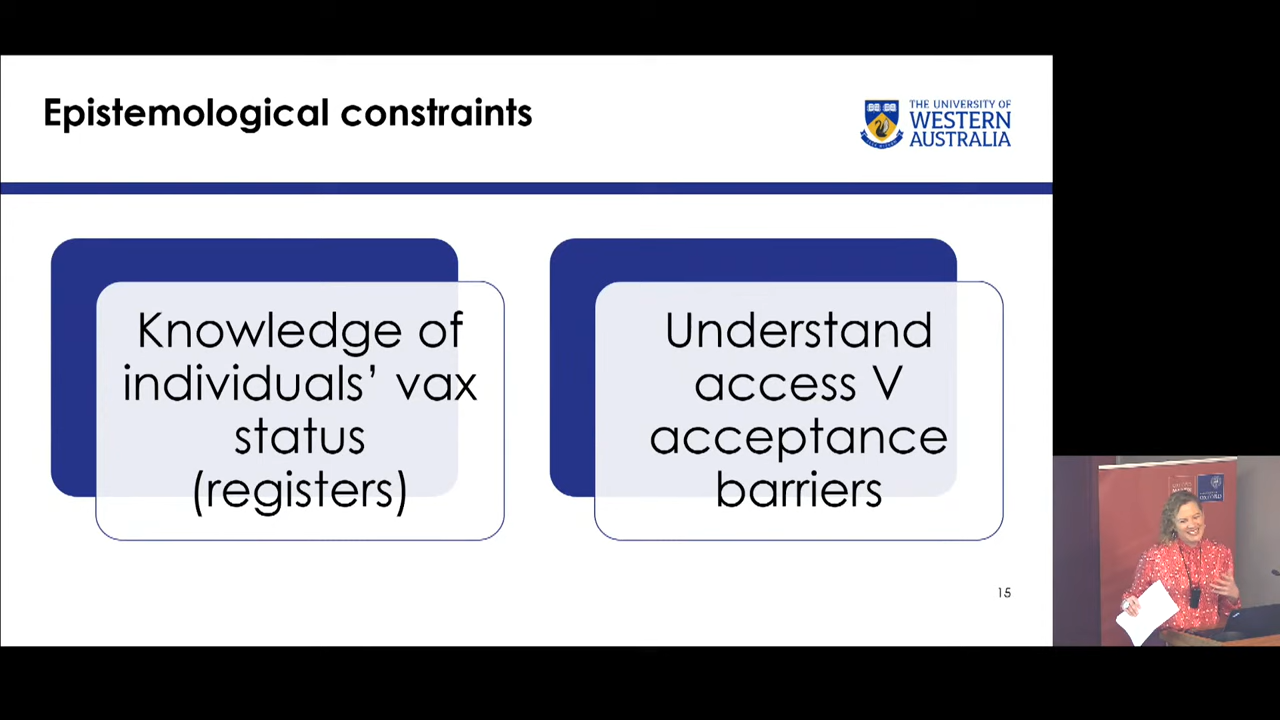 Epistemological constraints
THE UNIVERSITY OF
WESTERN
AUSTRALIA
Knowledge of
individuals’ vax
status
(registers)
Understand
access V
acceptance
barriers
15